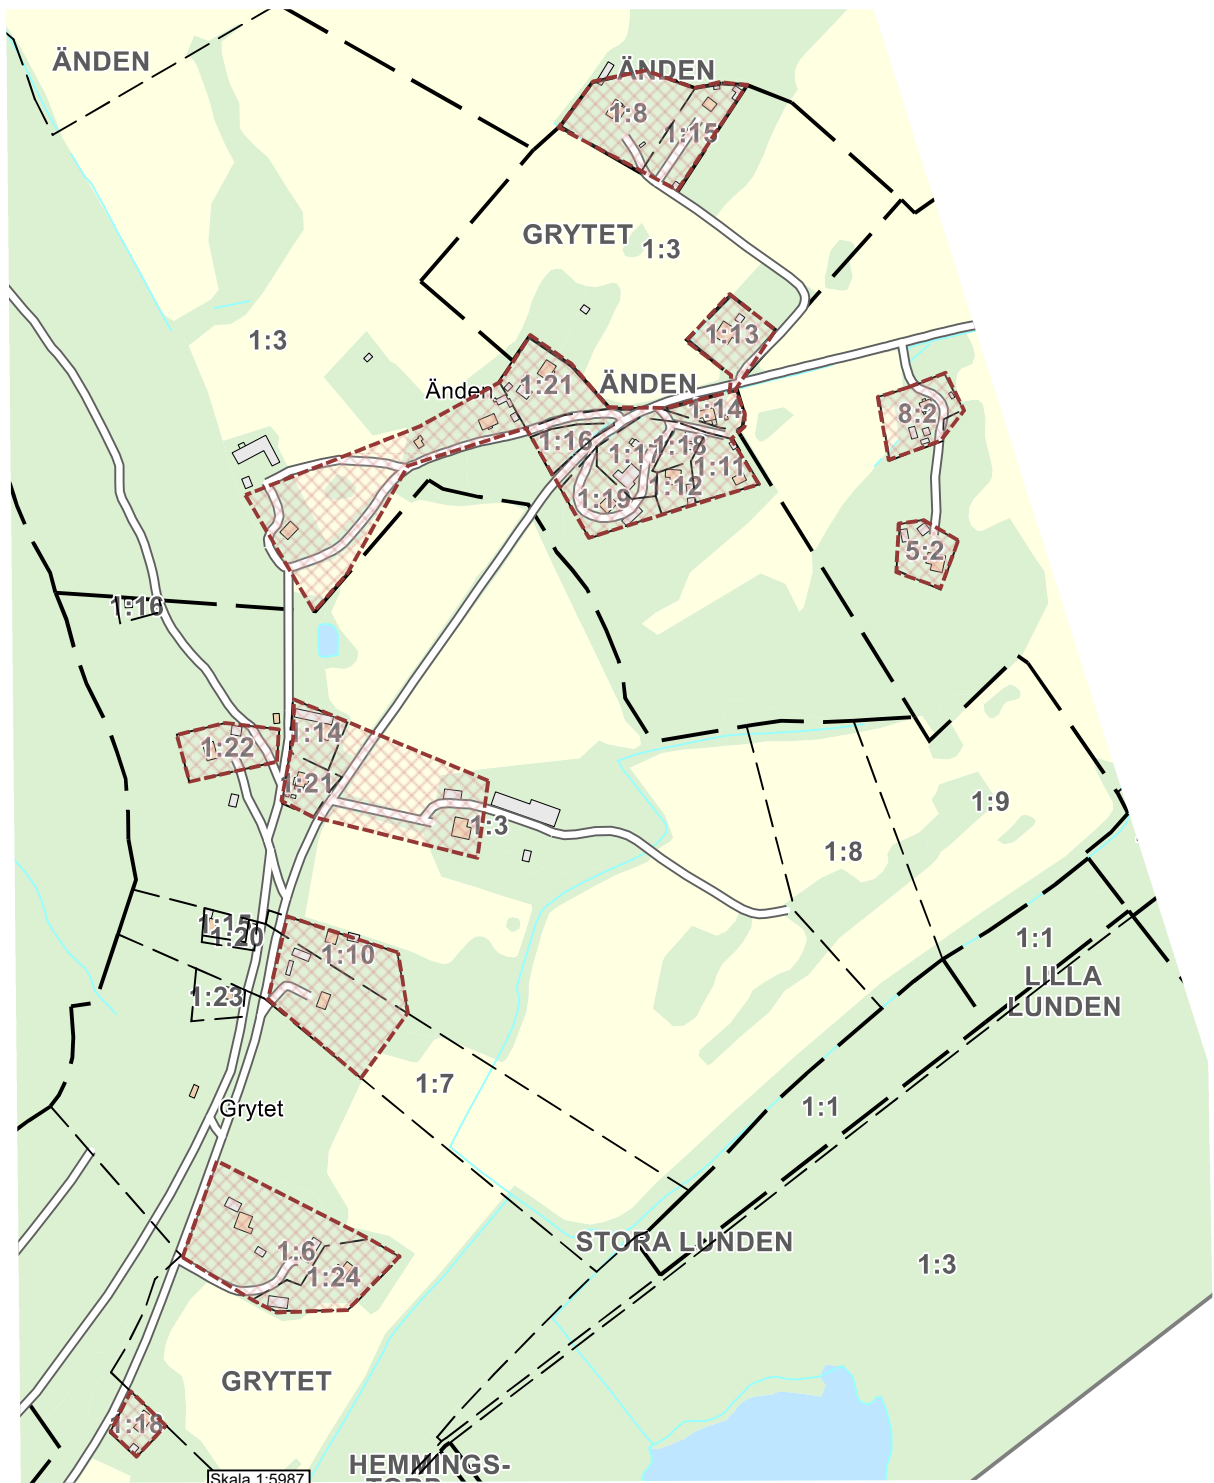 ÄNDEN
ÄNDEN
1:8
1:15
GRYTET
1:3
1:3
1:13
ÄNDEN
Änden
1:21
1:14
8:2
1:16
1:17
1:18
1:11
1:12
1:19
5:2
1:16
1:14
1:22
1:21
1:9
1:3
1:8
1:15
1:20
1:10
1:1
LILLA
LUNDEN
1:23
1:7
1:1
Grytet
STORA LUNDEN
1:6
1:24
1:3
GRYTET
1:18
HEMMINGS-
TORP
Skala 1:5987